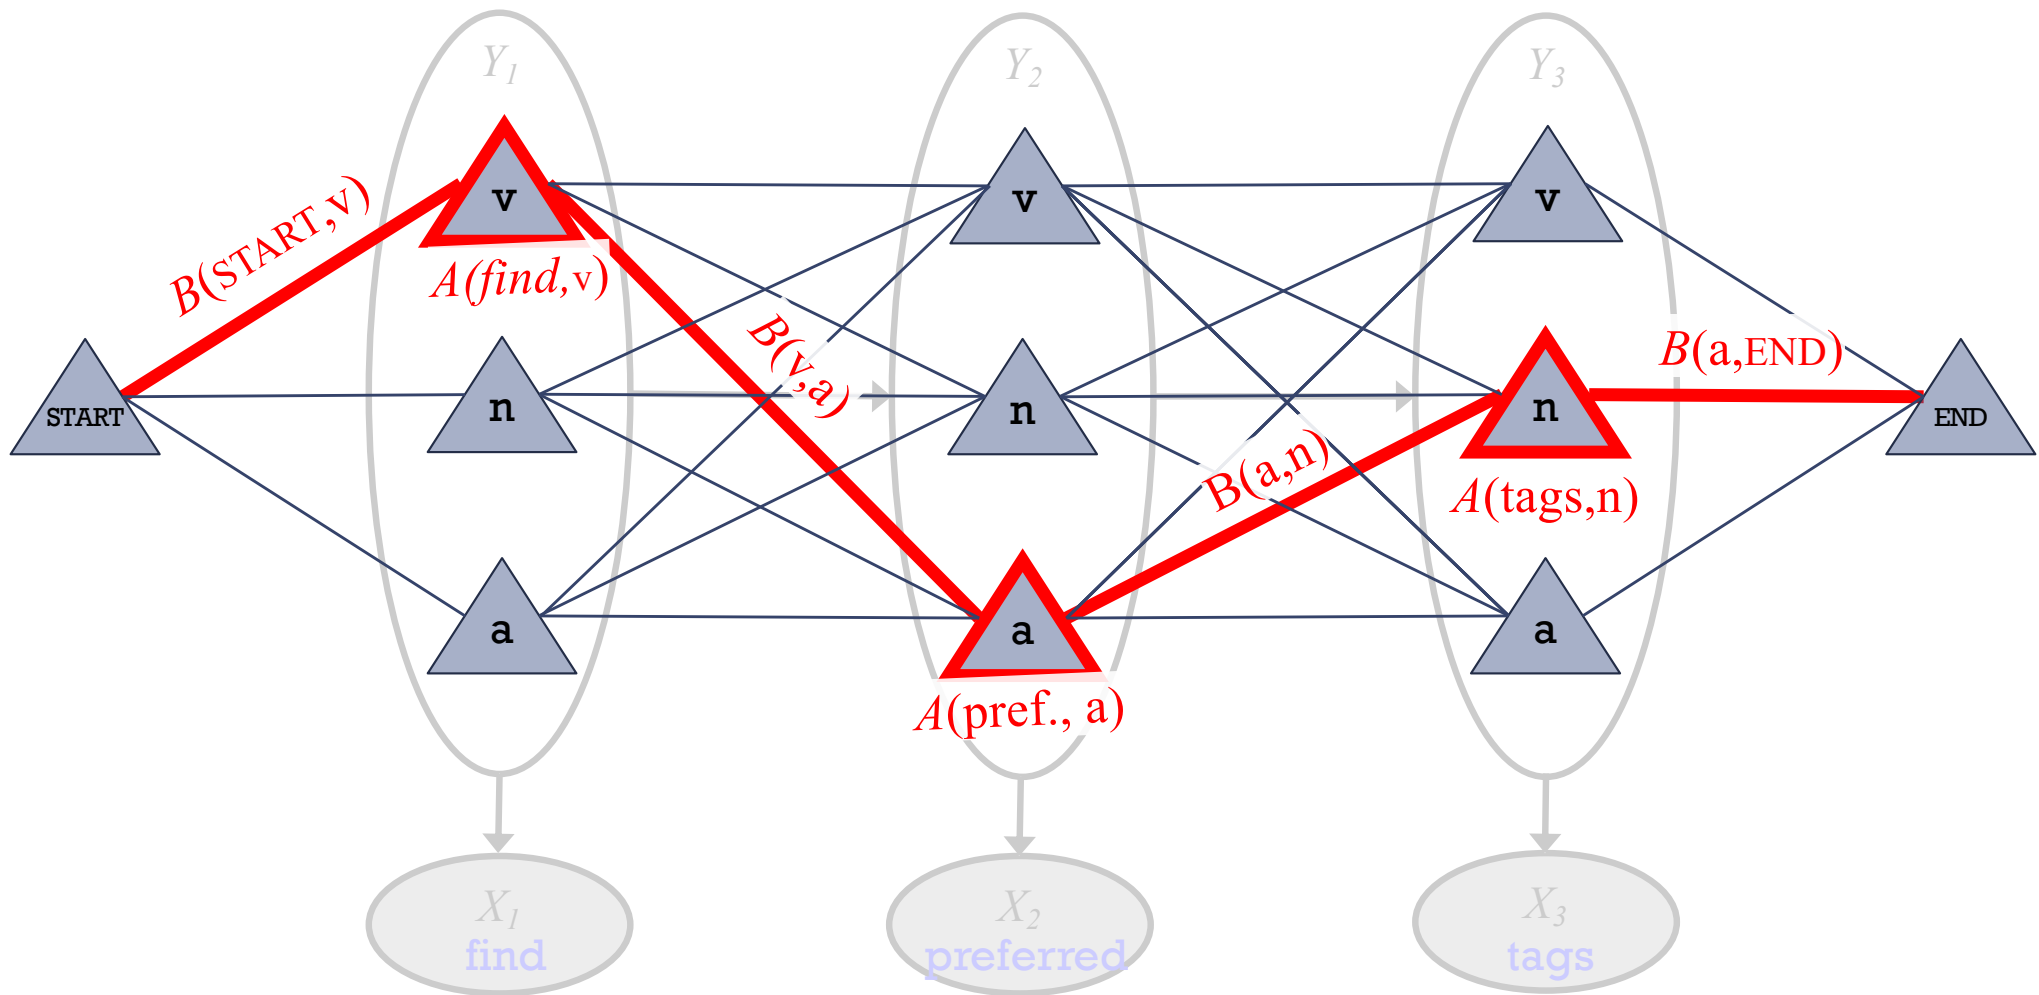 Y1
Y2
Y3
v
v
v
B(START,v)
A(find,v)
B(v,a)
B(a,END)
START
n
n
n
END
B(a,n)
A(tags,n)
a
a
a
A(pref., a)
X1
X2
X3
find
preferred
tags